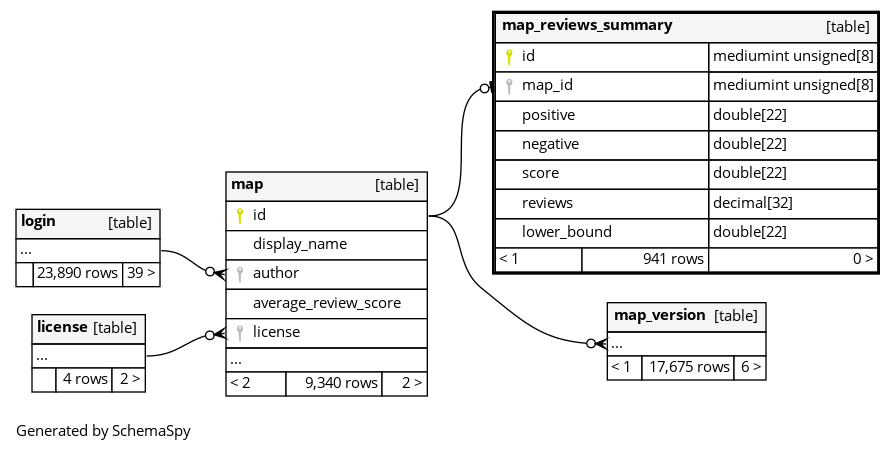 map_reviews_summary [table]
id mediumint unsigned[8]
map_id mediumint unsigned[8]
positive double[22]
negative double[22]
score double[22]
reviews decimal[32]
lower_bound double[22]
< 1 941 rows 0 >
map [table]
id
display_name
author
average_review_score
license
...
< 2 9,340 rows 2 >
login [table]
...
23,890 rows 39 >
license [table]
...
4 rows 2 >
map_version [table]
...
< 1 17,675 rows 6 >
Generated by SchemaSpy